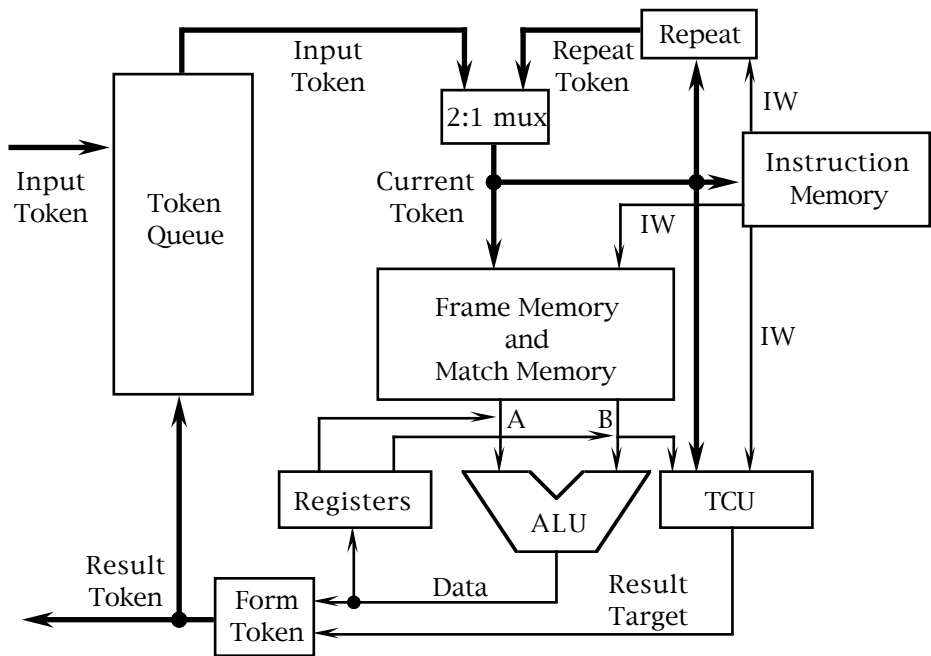 Input
Token
Repeat
Token
Repeat
2:1 mux
IW
Input
Token
Token
Queue
Current
Token
Instruction
Memory
IW
Frame Memory
and
Match Memory
IW
A
B
Registers
ALU
TCU
Result
Token
Form
Token
Data
Result
Target